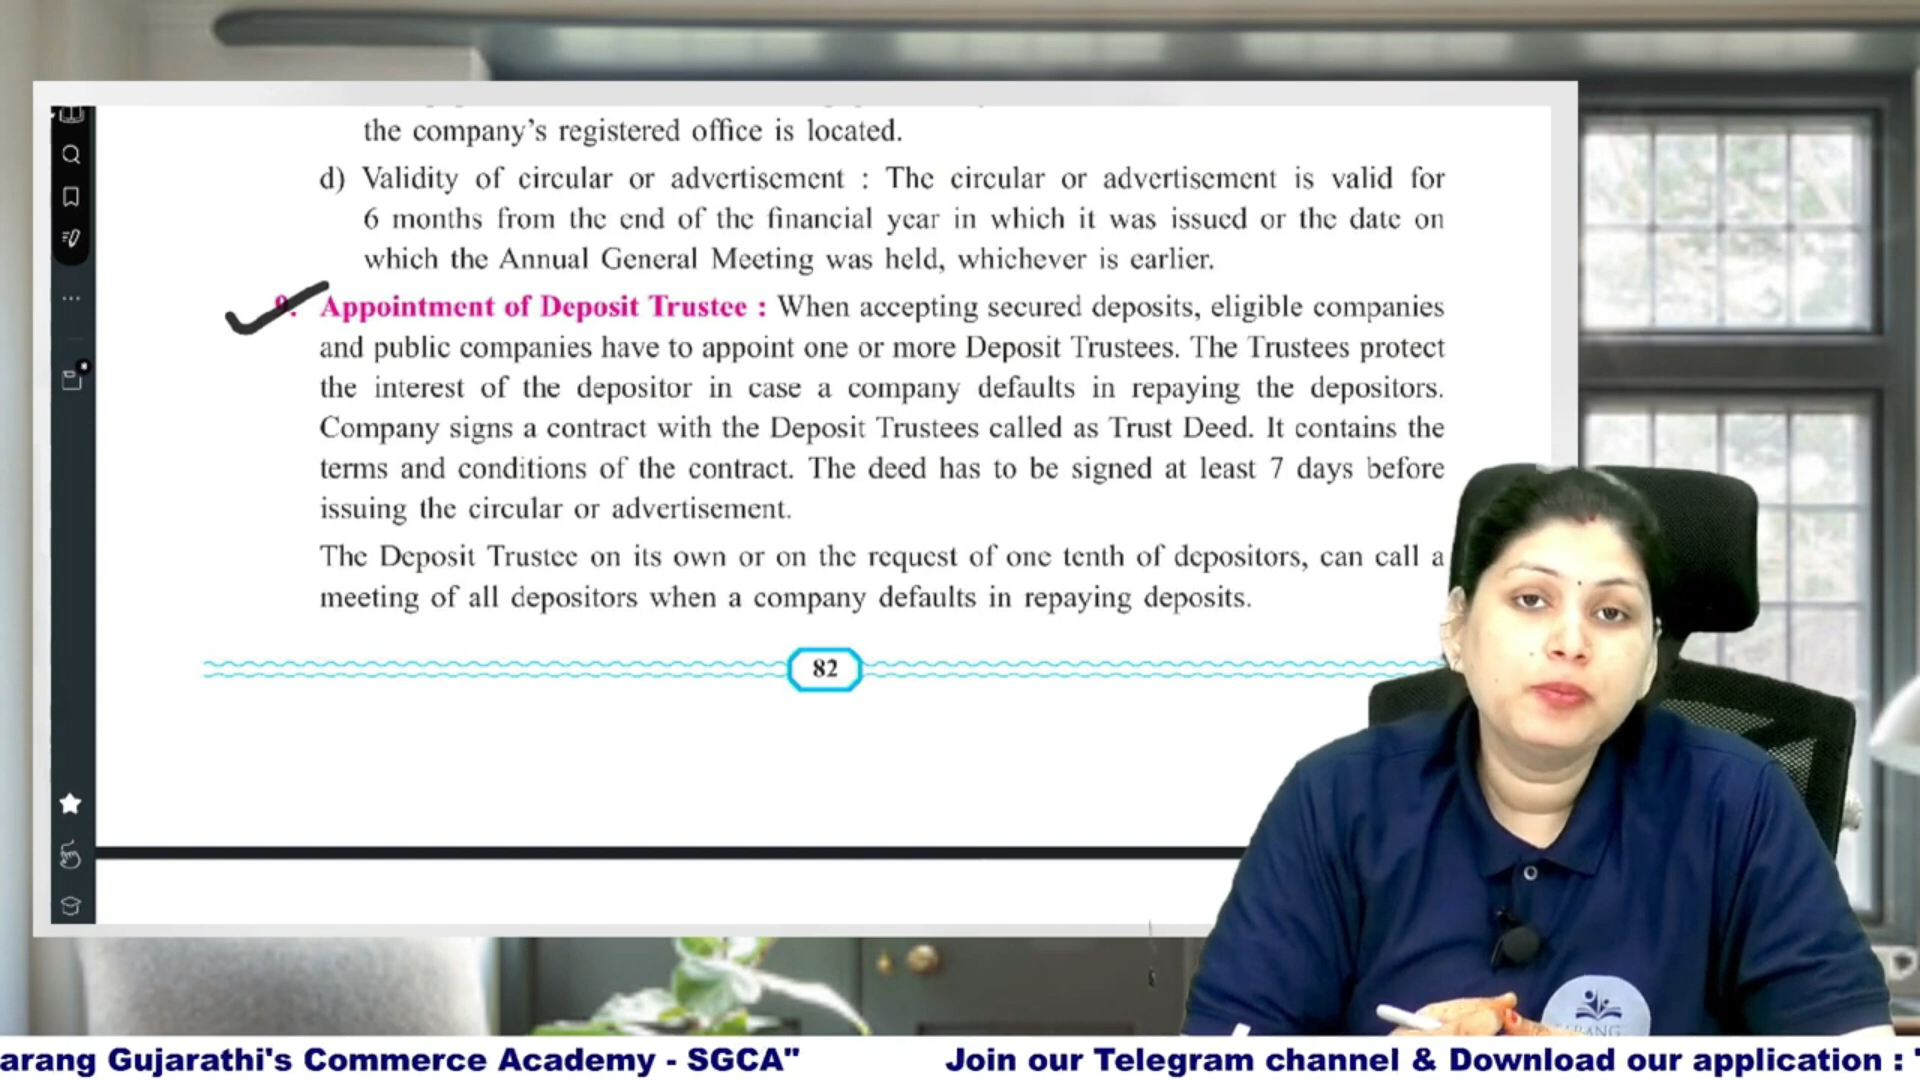 the company's registered office is located.
d) Validity of circular or advertisement : The circular or advertisement is valid for
6 months from the end of the financial year in which it was issued or the date on
which the Annual General Meeting was held, whichever is earlier.
9. Appointment of Deposit Trustee : When accepting secured deposits, eligible companies
and public companies have to appoint one or more Deposit Trustees. The Trustees protect
the interest of the depositor in case a company defaults in repaying the depositors.
Company signs a contract with the Deposit Trustees called as Trust Deed. It contains the
terms and conditions of the contract. The deed has to be signed at least 7 days before
issuing the circular or advertisement.
The Deposit Trustee on its own or on the request of one tenth of depositors, can call a
meeting of all depositors when a company defaults in repaying deposits.
82
arang Gujarathi's Commerce Academy - SGCA" Join our Telegram channel & Download our application : "